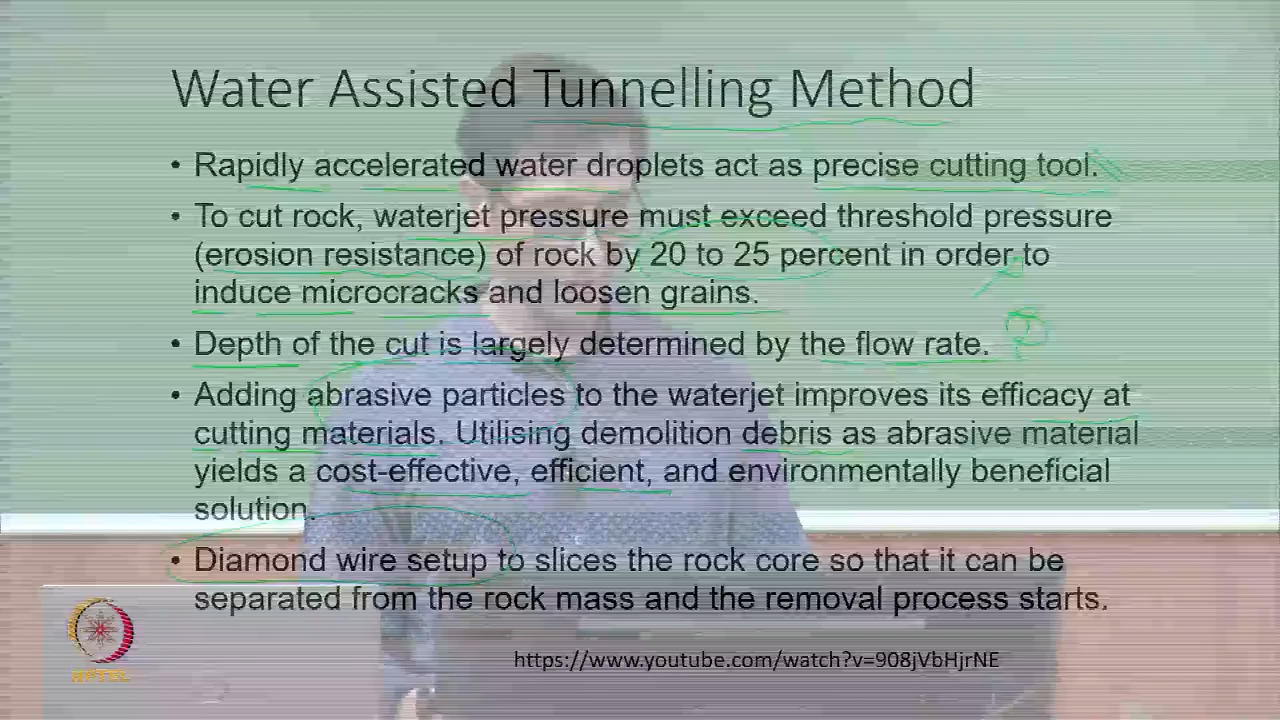 Water Assisted Tunnelling Method
• Rapidly accelerated water droplets act as precise cutting tool.
• To cut rock, waterjet pressure must exceed threshold pressure
(erosion resistance) of rock by 20 to 25 percent in order to
induce microcracks and loosen grains.
• Depth of the cut is largely determined by the flow rate.
• Adding abrasive particles to the waterjet improves its efficacy at
cutting materials. Utilising demolition debris as abrasive material
yields a cost-effective, efficient, and environmentally beneficial
solution.
• Diamond wire setup to slices the rock core so that it can be
separated from the rock mass and the removal process starts.
https://www.youtube.com/watch?v=908jVbHjrNE
NPTEL